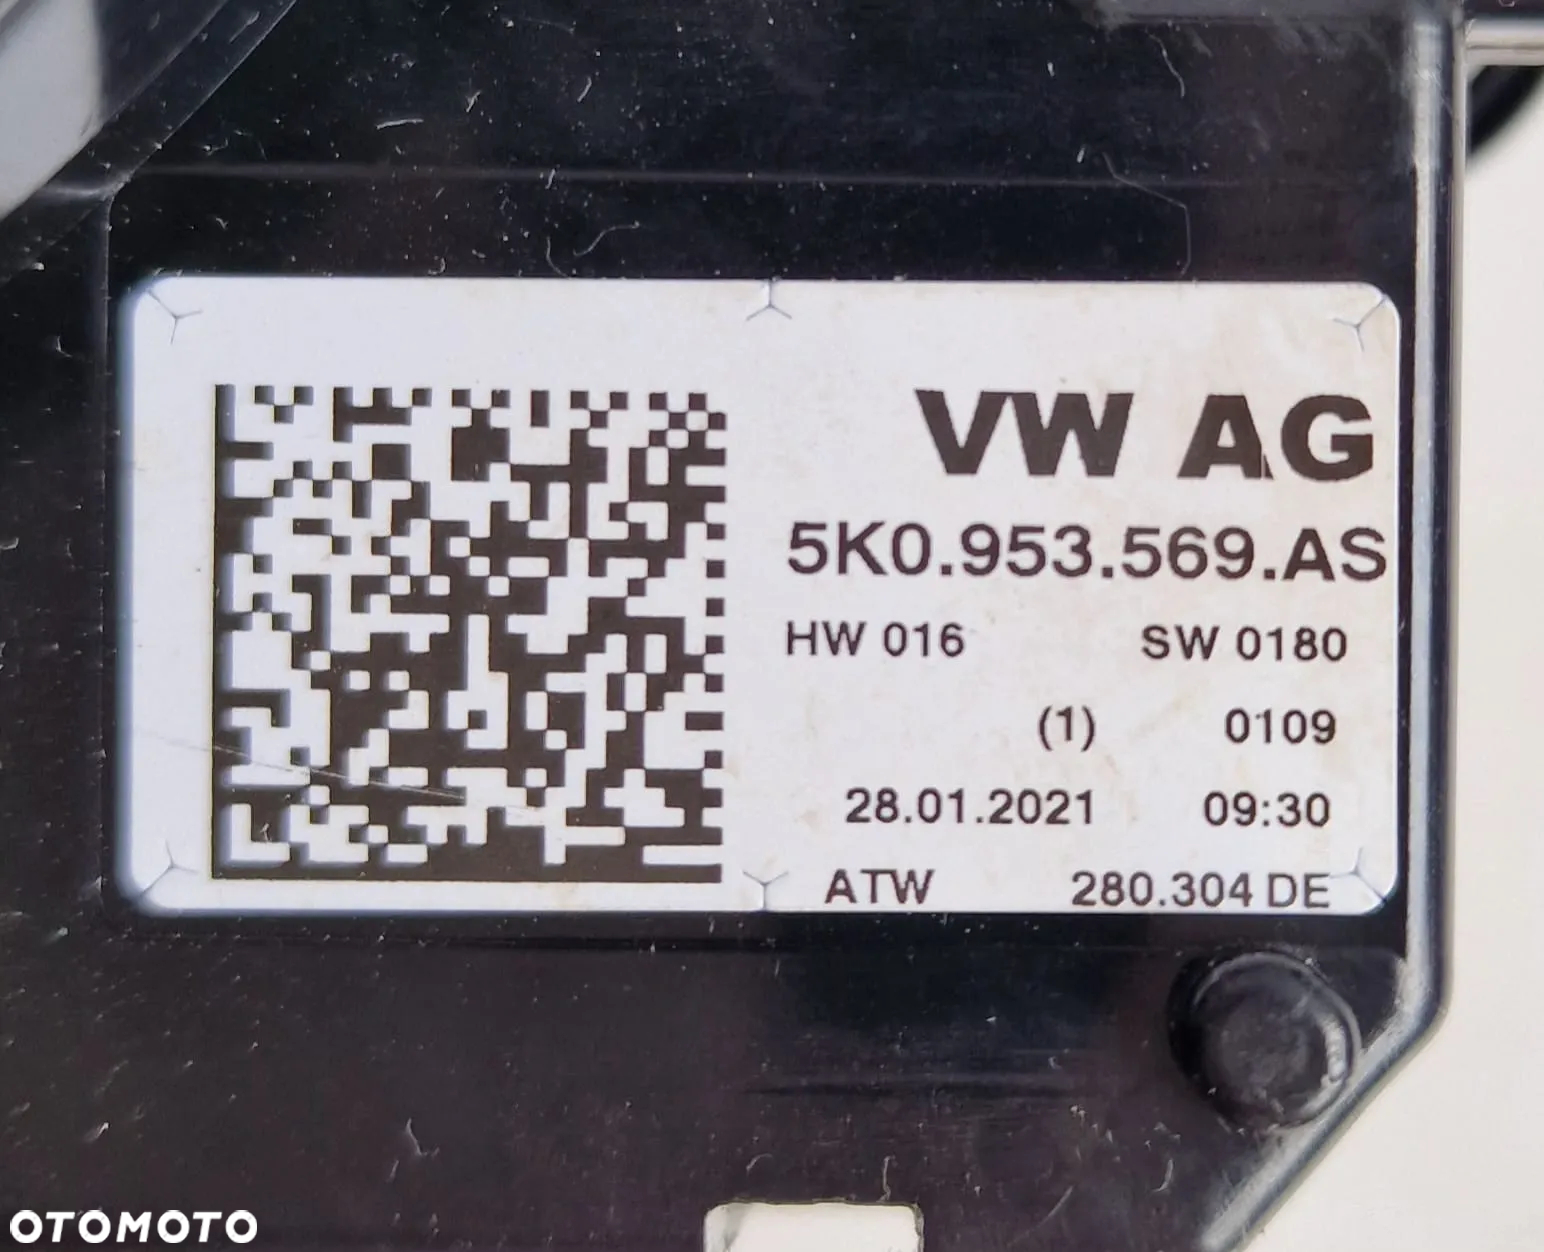 VW AG
5K0.953.569.AS
HW 016 SW 0180
(1) 0109
28.01.2021 09:30
ATW 280.304 DE
OTOMOTO